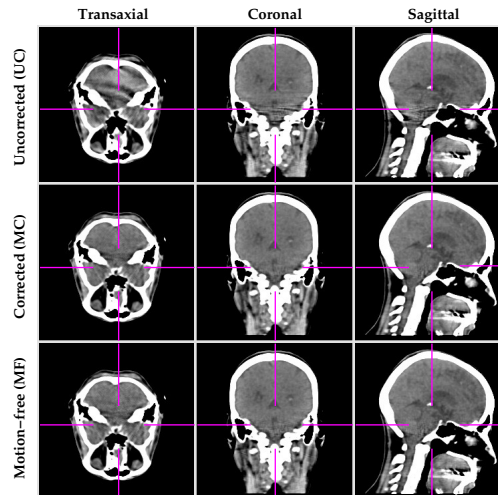 Transaxial Coronal Sagittal
Uncorrected (UC)
Corrected (MC)
Motion−free (MF)